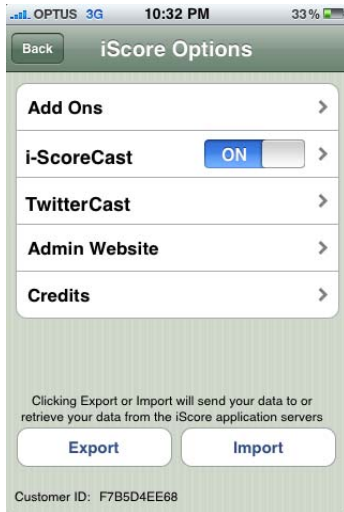 OPTUS 3G 10:32 PM 33%
Back iScore Options
Add Ons
i-ScoreCast ON
TwitterCast
Admin Website
Credits
Clicking Export or Import will send your data to or
retrieve your data from the iScore application servers
Export Import
Customer ID: F7B5D4EE68